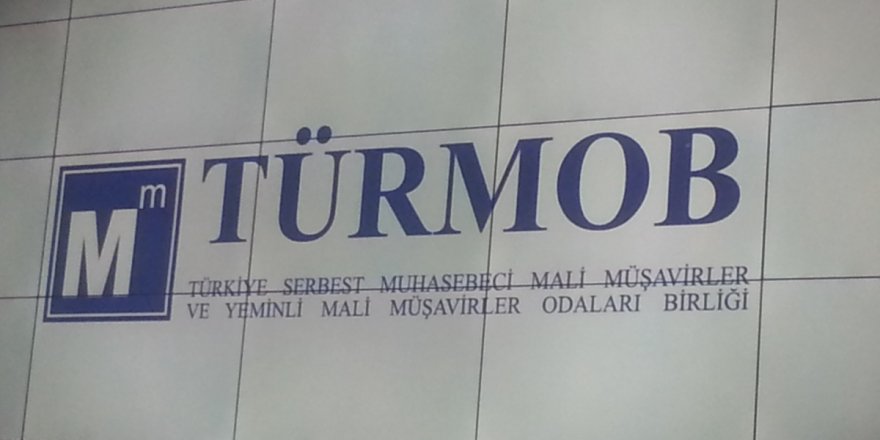 Mm
TÜRMOB
TÜRKİYE SERBEST MUHASEBECİ MALİ MÜŞAVİRLER
VE YEMİNLİ MALİ MÜŞAVİRLER ODALARI BİRLİĞİ